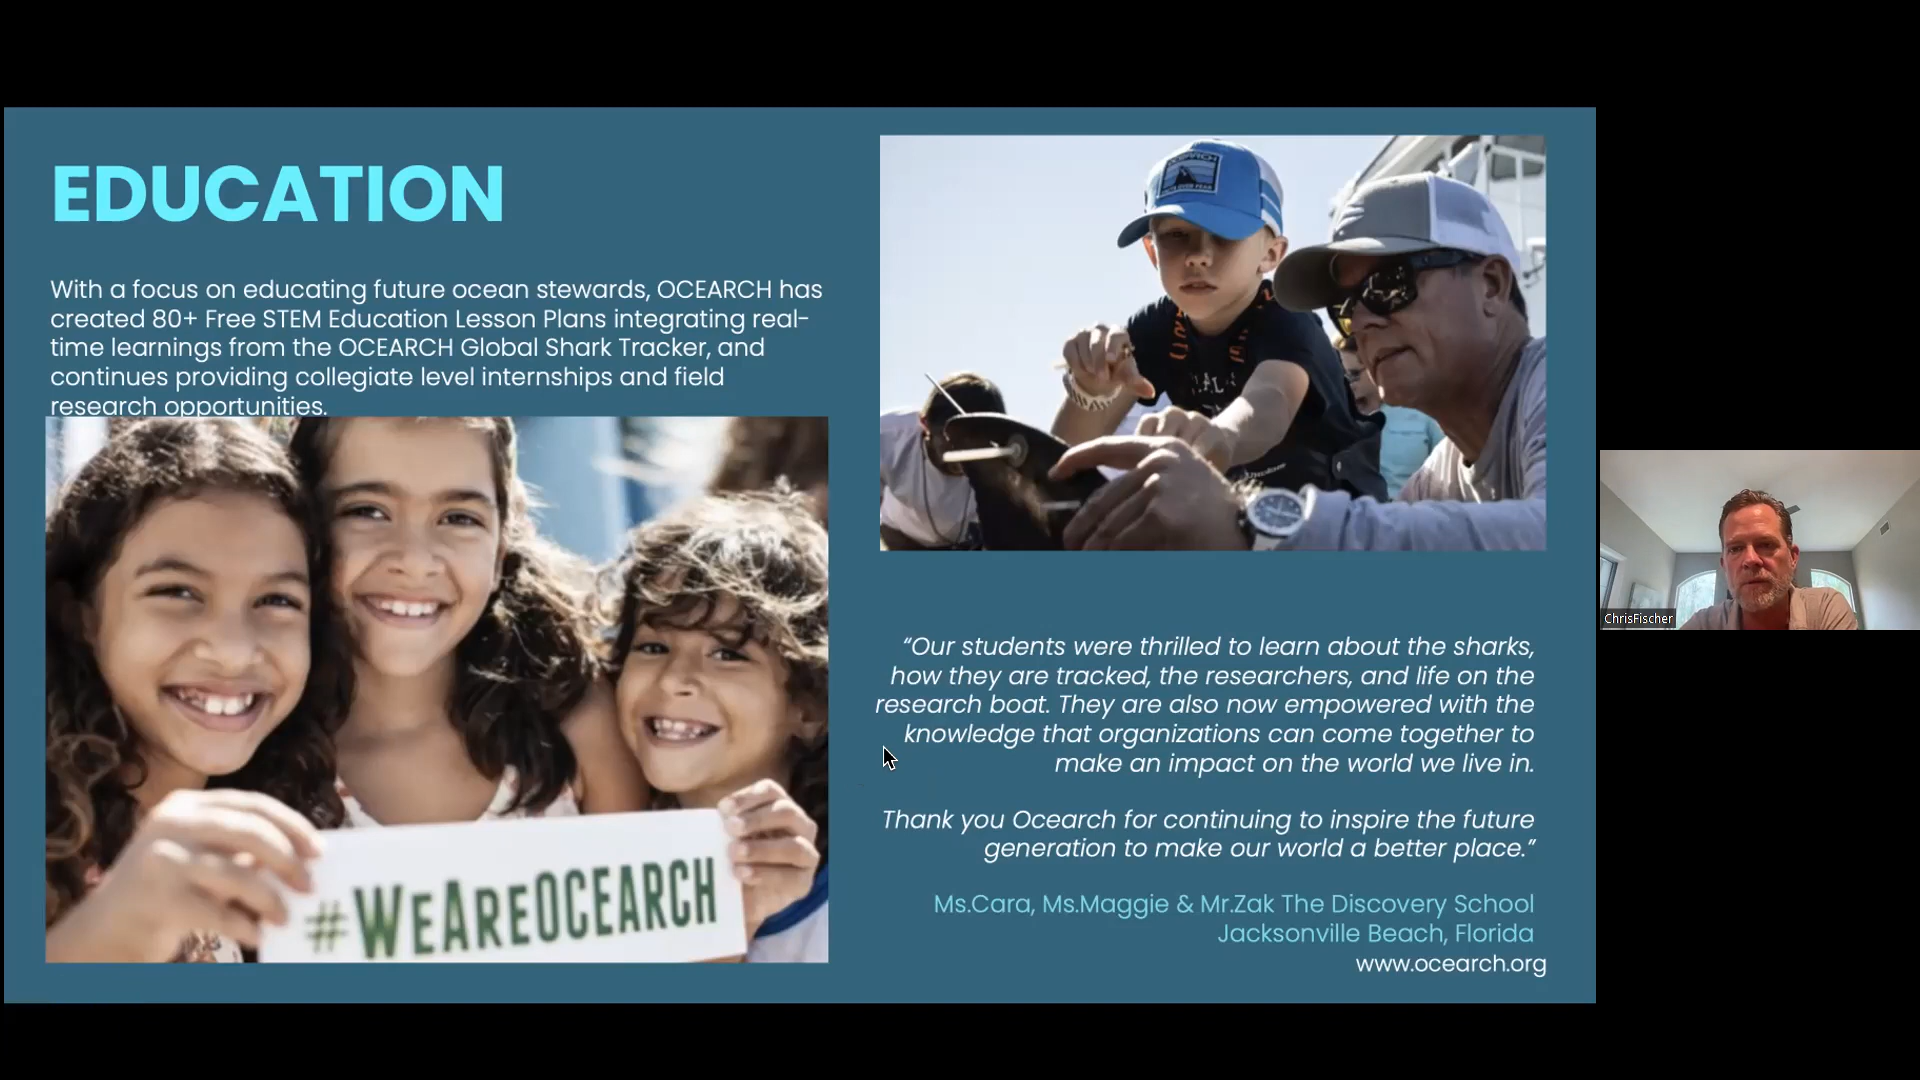 EDUCATION
With a focus on educating future ocean stewards, OCEARCH has
created 80+ Free STEM Education Lesson Plans integrating real-
time learnings from the OCEARCH Global Shark Tracker, and
continues providing collegiate level internships and field
research opportunities.
#WEAREOCEARCH
OCEARCH
“Our students were thrilled to learn about the sharks,
how they are tracked, the researchers, and life on the
research boat. They are also now empowered with the
knowledge that organizations can come together to
make an impact on the world we live in.
Thank you Ocearch for continuing to inspire the future
generation to make our world a better place.”
Ms.Cara, Ms.Maggie & Mr.Zak The Discovery School
Jacksonville Beach, Florida
www.ocearch.org
ChrisFischer